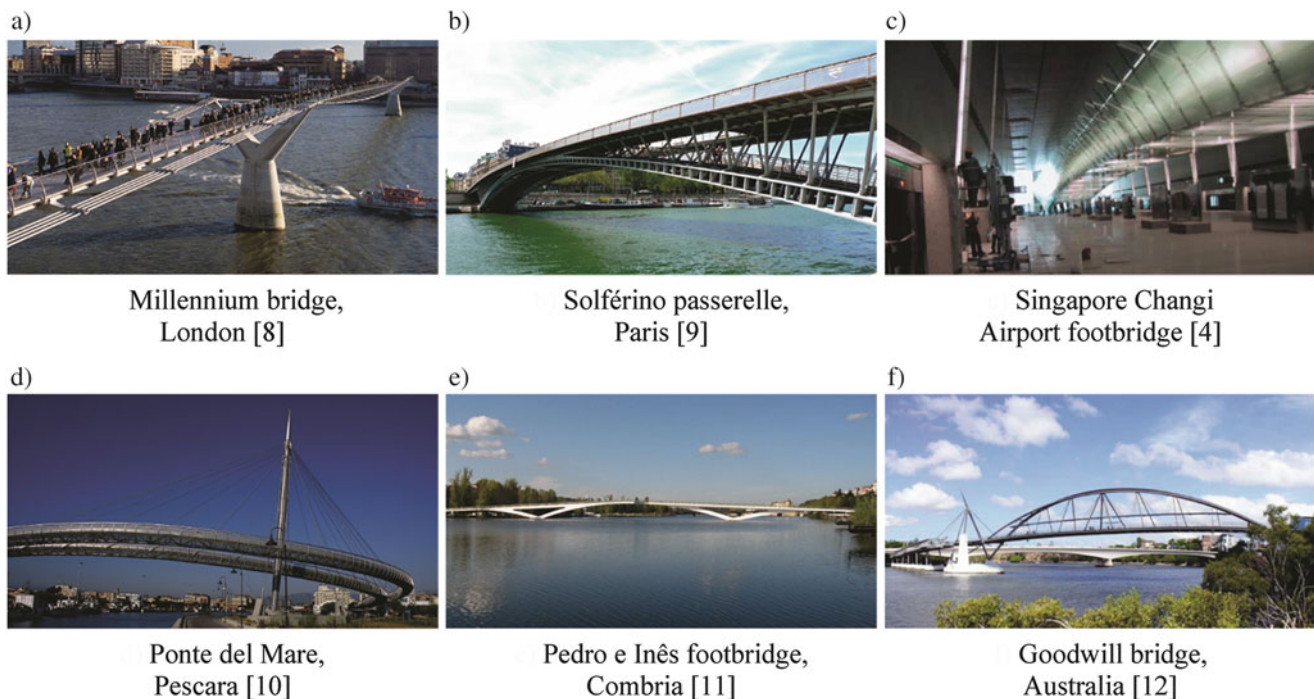 a)
b)
c)
Millennium bridge,
London [8]
Solférino passerelle,
Paris [9]
Singapore Changi
Airport footbridge [4]
d)
e)
f)
Ponte del Mare,
Pescara [10]
Pedro e Inês footbridge,
Combria [11]
Goodwill bridge,
Australia [12]